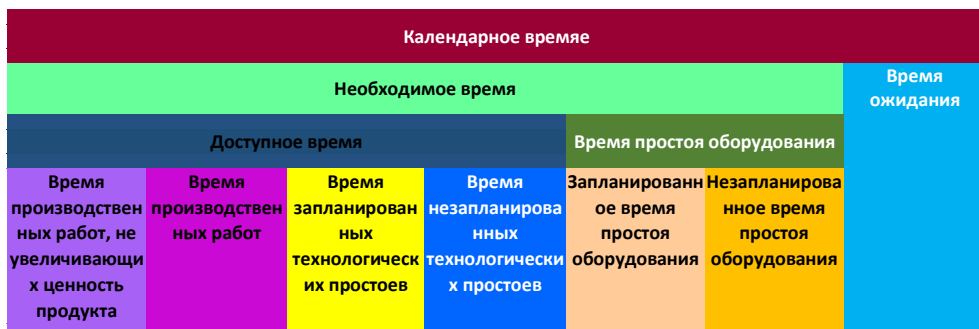 Календарное времяе
Необходимое время
Время
ожидания
Доступное время
Время простоя оборудования
Время
производствен
ных работ, не
увеличивающи
х ценность
продукта
Время
производствен
ных работ
Время
запланирован
ных
технологическ
их простоев
Время
незапланирова
нных
технологически
х простоев
Запланированн
ое время
простоя
оборудования
Незапланирова
нное время
простоя
оборудования